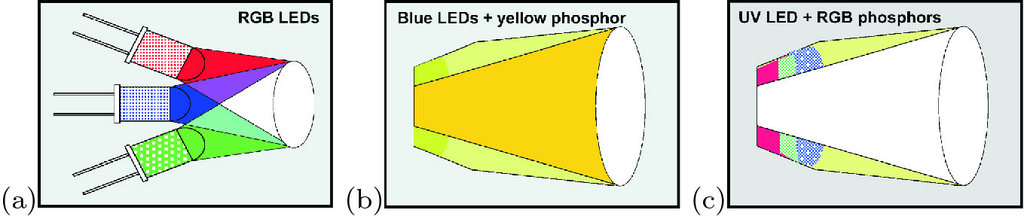 RGB LEDs
Blue LEDs + yellow phosphor
UV LED + RGB phosphors
(a)
(b)
(c)